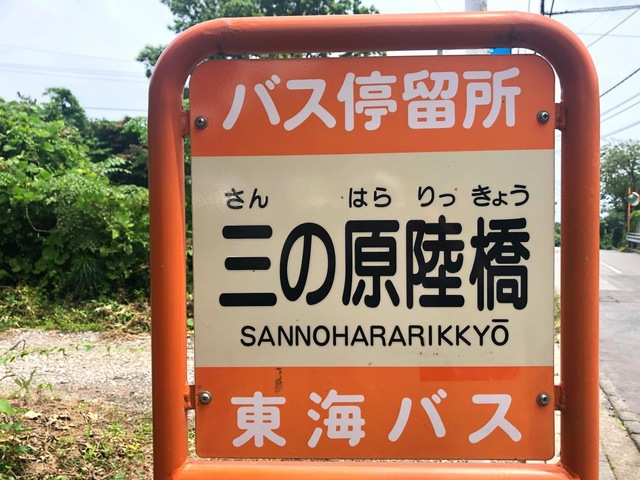 バス停留所
さん はら りっ きょう
三の原陸橋
SANNOHARARIKKYŌ
東海バス